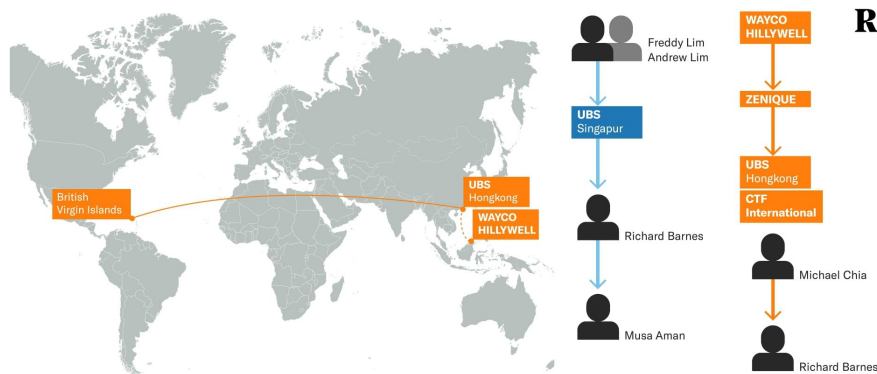 British
Virgin Islands
UBS
Hongkong
WAYCO
HILLYWELL
Freddy Lim
Andrew Lim
UBS
Singapur
Richard Barnes
Musa Aman
WAYCO
HILLYWELL
ZENIQUE
UBS
Hongkong
CTF
International
Michael Chia
Richard Barnes
R